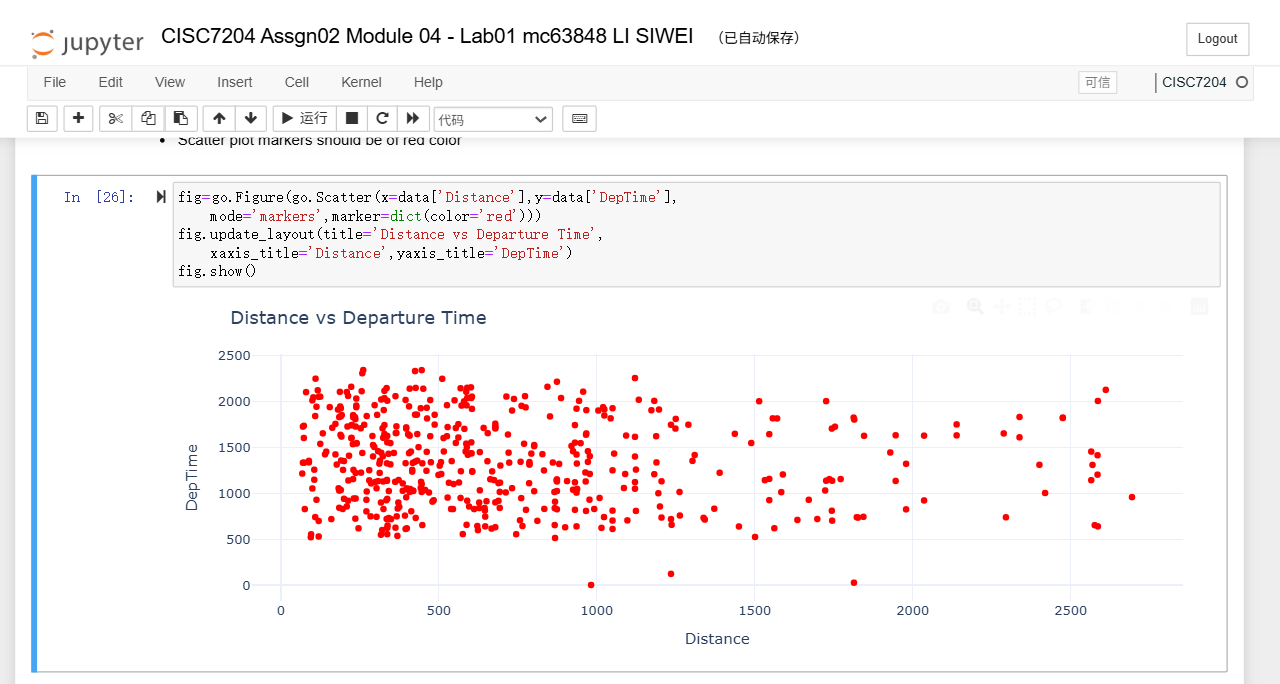 jupyter CISC7204 Assgn02 Module 04 - Lab01 mc63848 LI SIWEI （已自动保存） Logout
File Edit View Insert Cell Kernel Help 可信 CISC7204
运行 代码
Scatter plot markers should be of red color
In [26]: fig=go.Figure(go.Scatter(x=data['Distance'],y=data['DepTime'],
mode='markers',marker=dict(color='red')))
fig.update_layout(title='Distance vs Departure Time',
xaxis_title='Distance',yaxis_title='DepTime')
fig.show()
Distance vs Departure Time
2500
2000
1500
1000
500
0
DepTime
0 500 1000 1500 2000 2500
Distance